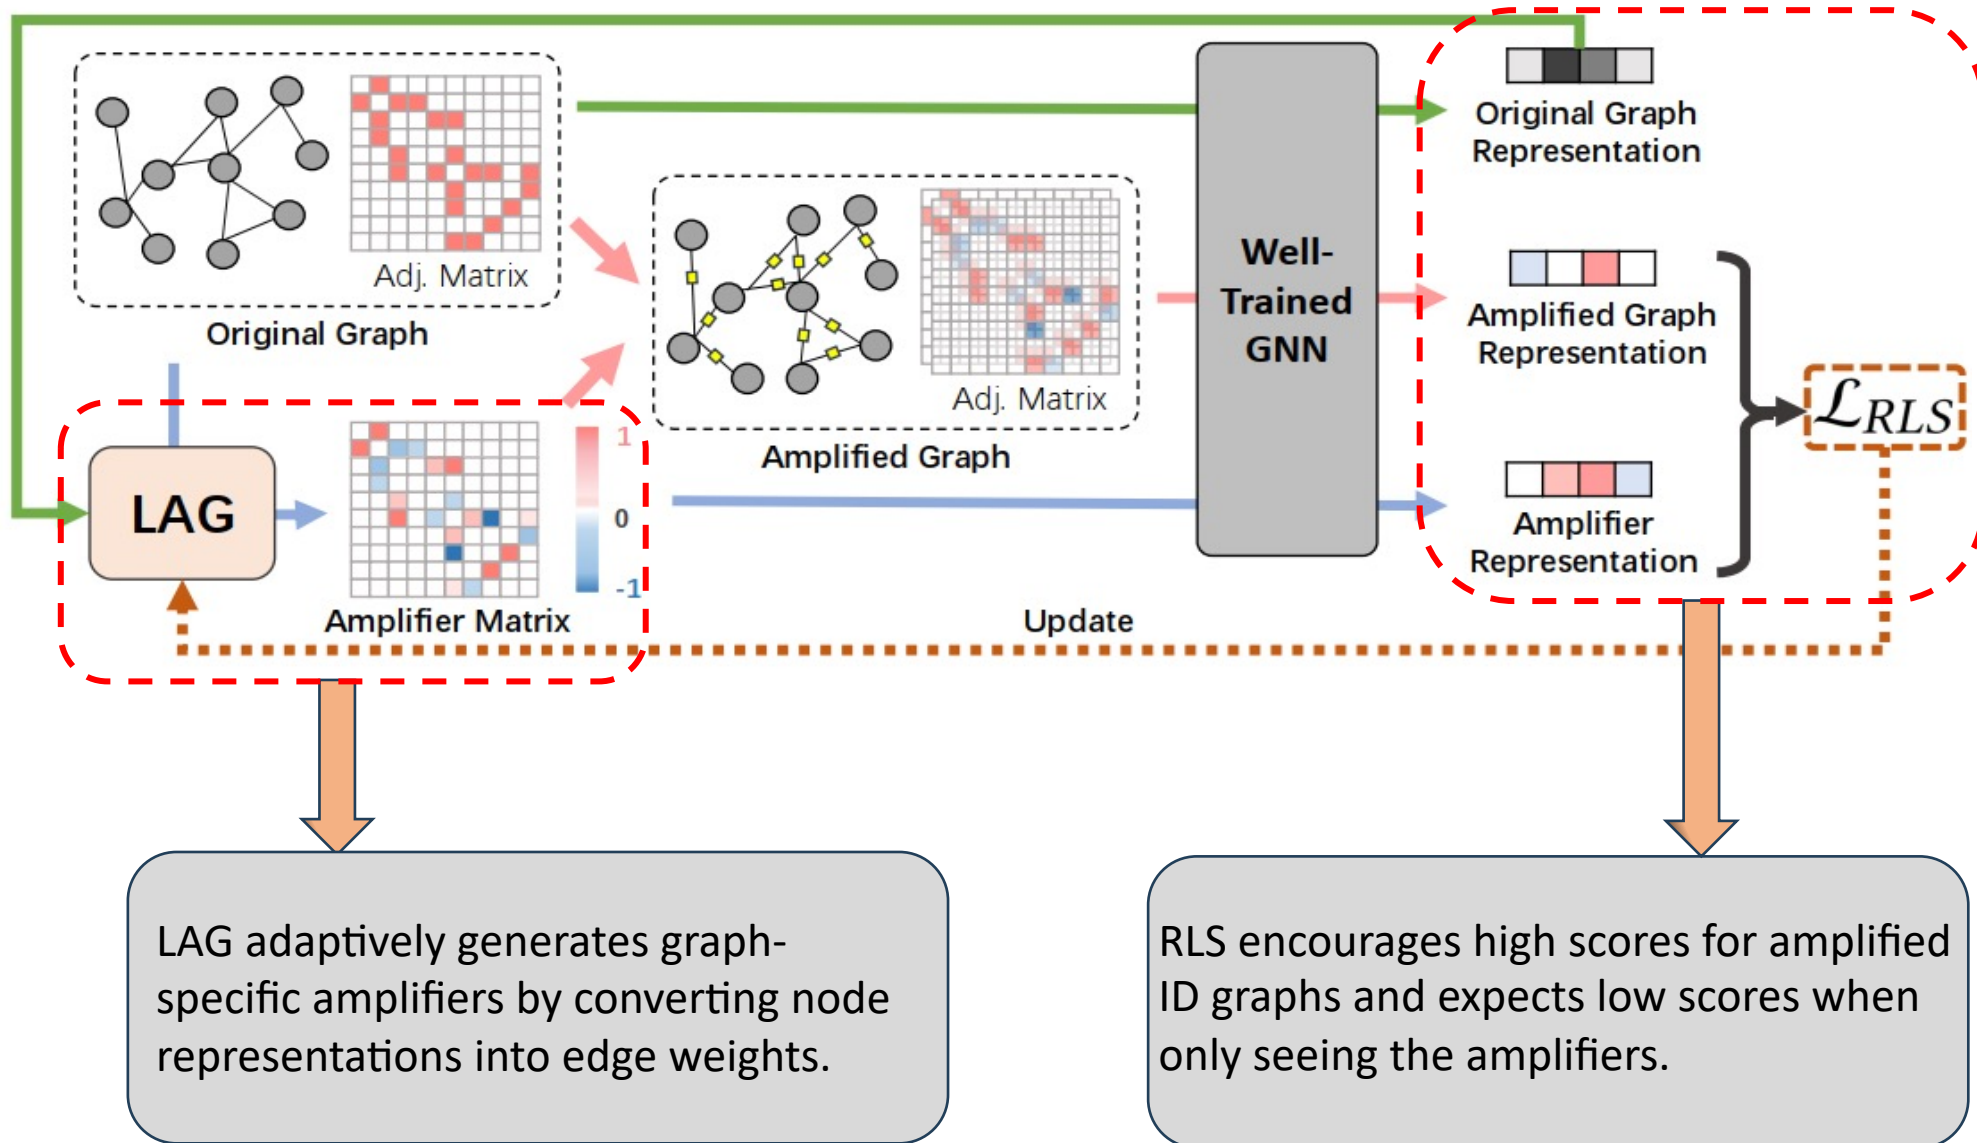 Adj. Matrix
Original Graph
LAG
Amplifier Matrix
1
0
-1
Adj. Matrix
Amplified Graph
Well-
Trained
GNN
Original Graph
Representation
Amplified Graph
Representation
Amplifier
Representation
ℒRLS
Update
LAG adaptively generates graph-
specific amplifiers by converting node
representations into edge weights.
RLS encourages high scores for amplified
ID graphs and expects low scores when
only seeing the amplifiers.